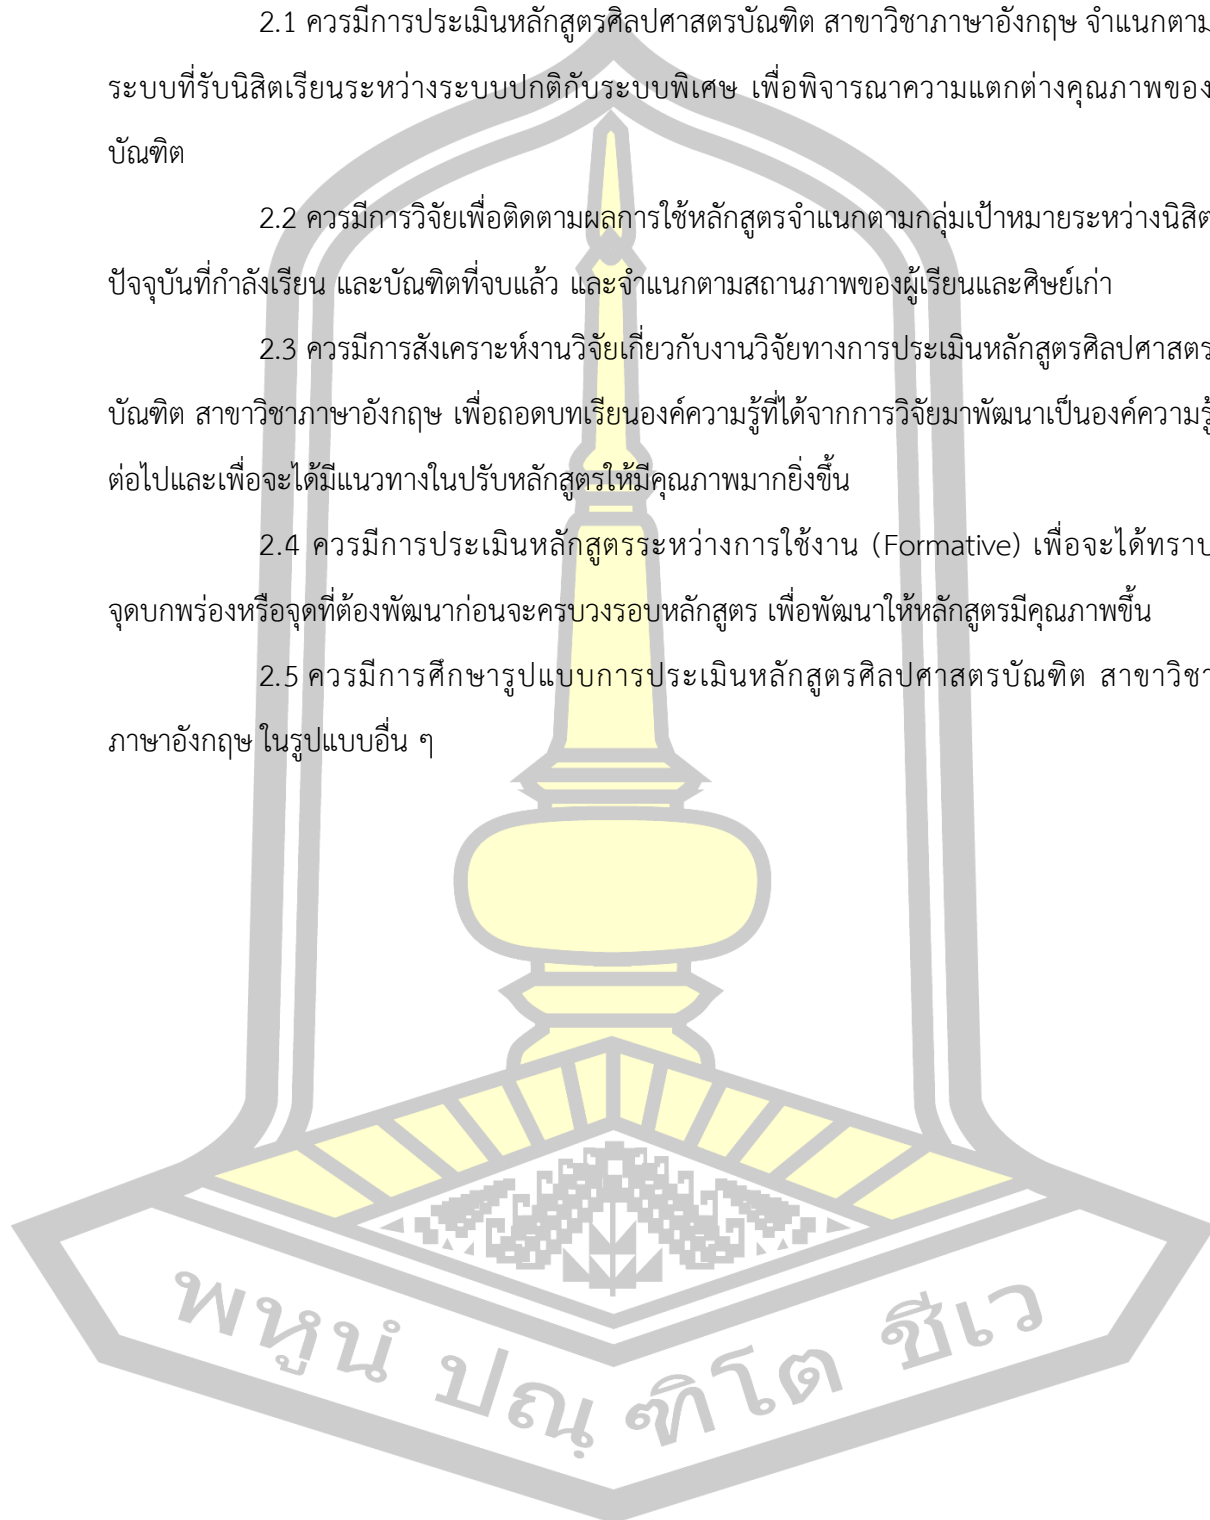 2.1 ควรมีการประเมินหลักสูตรศิลปศาสตรบัณฑิต สาขาวิชาภาษาอังกฤษ จำแนกตาม
ระบบที่รับนิสิตเรียนระหว่างระบบปกติกับระบบพิเศษ เพื่อพิจารณาความแตกต่างคุณภาพของ
บัณฑิต
2.2 ควรมีการวิจัยเพื่อติดตามผลการใช้หลักสูตรจำแนกตามกลุ่มเป้าหมายระหว่างนิสิต
ปัจจุบันที่กำลังเรียน และบัณฑิตที่จบแล้ว และจำแนกตามสถานภาพของผู้เรียนและศิษย์เก่า
2.3 ควรมีการสังเคราะห์งานวิจัยเกี่ยวกับงานวิจัยทางการประเมินหลักสูตรศิลปศาสตร
บัณฑิต สาขาวิชาภาษาอังกฤษ เพื่อถอดบทเรียนองค์ความรู้ที่ได้จากการวิจัยมาพัฒนาเป็นองค์ความรู้
ต่อไปและเพื่อจะได้มีแนวทางในปรับหลักสูตรให้มีคุณภาพมากยิ่งขึ้น
2.4 ควรมีการประเมินหลักสูตรระหว่างการใช้งาน (Formative) เพื่อจะได้ทราบ
จุดบกพร่องหรือจุดที่ต้องพัฒนาก่อนจะครบวงรอบหลักสูตร เพื่อพัฒนาให้หลักสูตรมีคุณภาพขึ้น
2.5 ควรมีการศึกษารูปแบบการประเมินหลักสูตรศิลปศาสตรบัณฑิต สาขาวิชา
ภาษาอังกฤษ ในรูปแบบอื่น ๆ
พหูนํ ปณฺฑิโต ชีเว